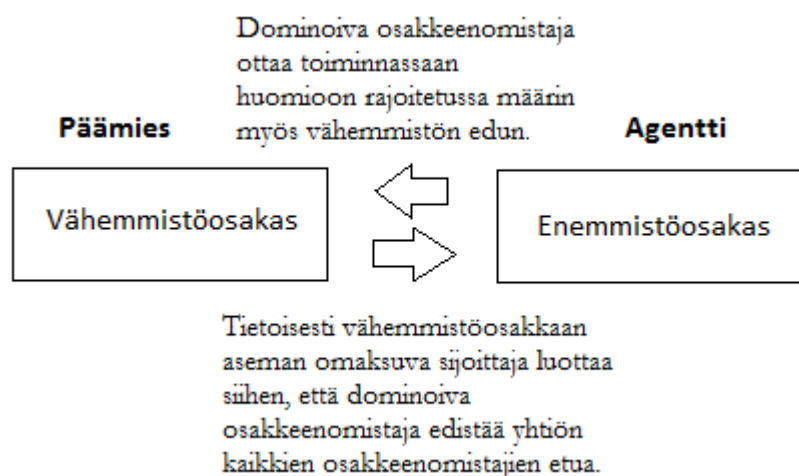 Dominoiva osakkeenomistaja
ottaa toiminnassaan
huomioon rajoitetussa määrin
myös vähemmistön edun.
Päämies
Agentti
Vähemmistöosakas
Enemmistöosakas
Tietoisesti vähemmistöosakkaan
aseman omaksuva sijoittaja luottaa
siihen, että dominoiva
osakkeenomistaja edistää yhtiön
kaikkien osakkeenomistajien etua.